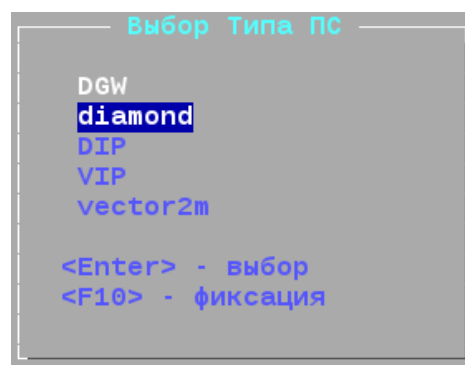 Выбор Типа ПС
DGW
diamond
DIP
VIP
vector2m
<Enter> - выбор
<F10> - фиксация